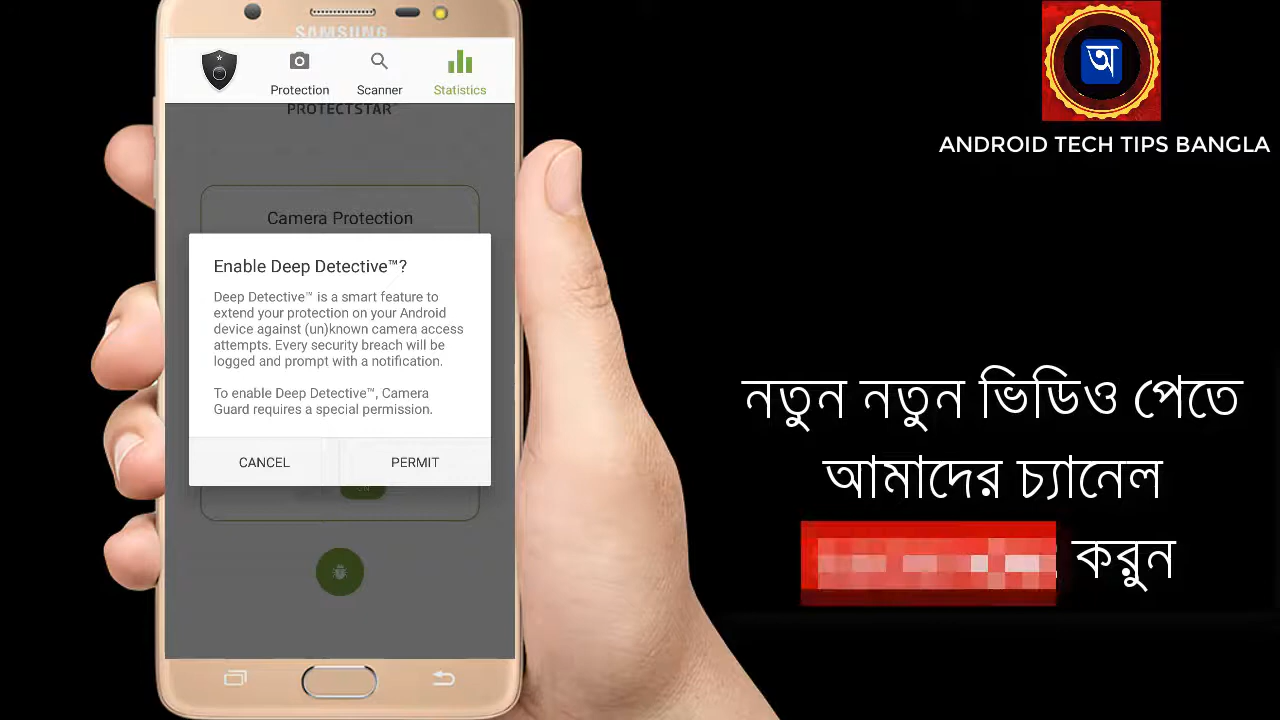 SAMSUNG
Protection
Scanner
Statistics
PROTECTSTAR™
Camera Protection
Enable Deep Detective™?
Deep Detective™ is a smart feature to
extend your protection on your Android
device against (un)known camera access
attempts. Every security breach will be
logged and prompt with a notification.
To enable Deep Detective™, Camera
Guard requires a special permission.
CANCEL
PERMIT
অ
ANDROID TECH TIPS BANGLA
নতুন নতুন ভিডিও পেতে
আমাদের চ্যানেল
করুন